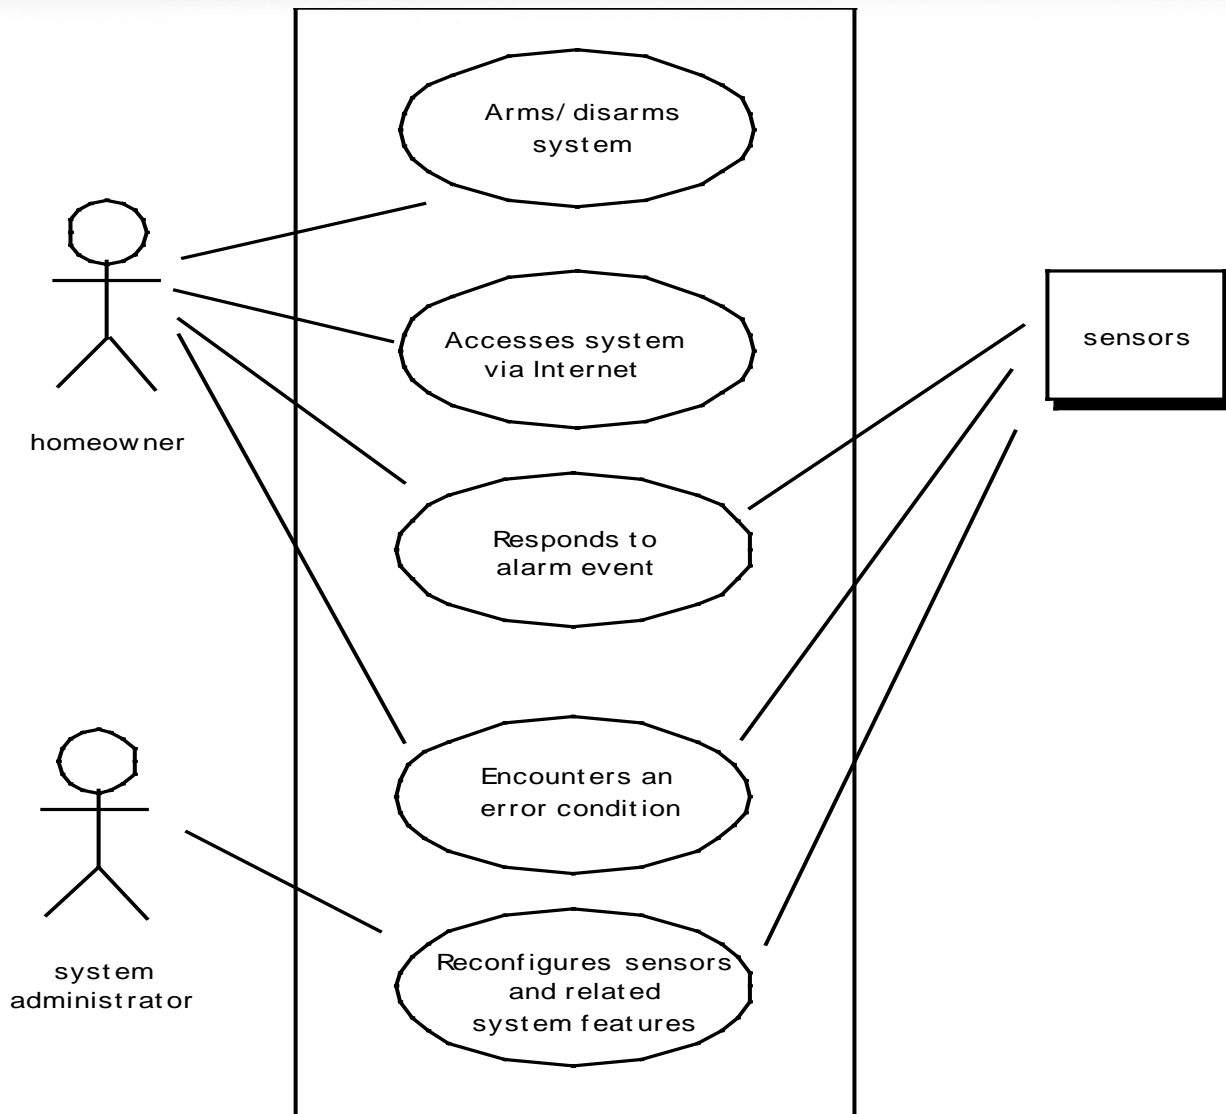 Arms/ disarms
system
Accesses system
via Internet
sensors
homeowner
Responds to
alarm event
Encounters an
error condition
system
administrator
Reconfigures sensors
and related
system features